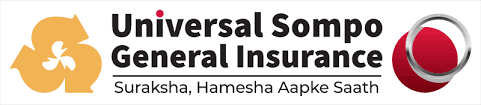 Universal Sompo
General Insurance
Suraksha, Hamesha Aapke Saath